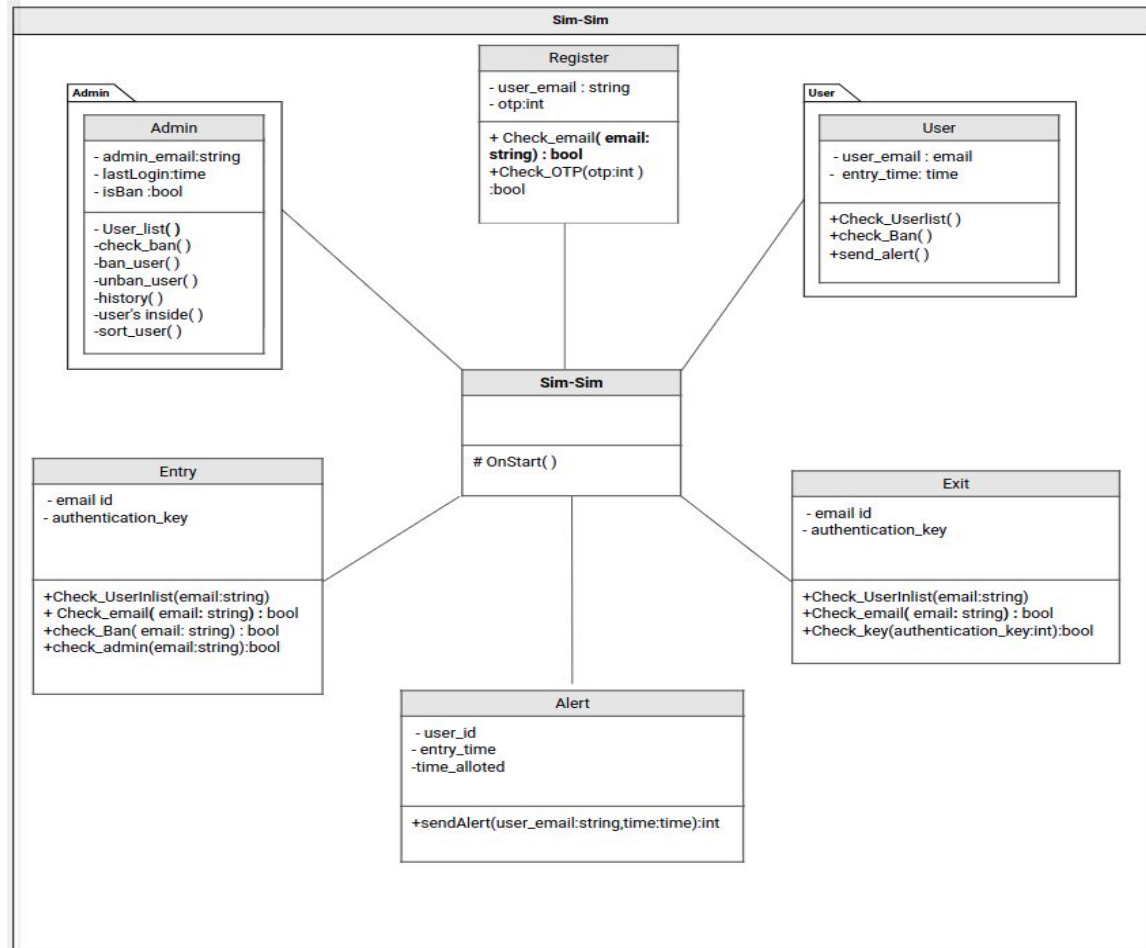 Sim-Sim
Register
- user_email : string
- otp:int
+ Check_email( email:
string) : bool
+Check_OTP(otp:int )
:bool
Admin
Admin
- admin_email:string
- lastLogin:time
- isBan :bool
- User_list( )
-check_ban( )
-ban_user( )
-unban_user( )
-history( )
-user's inside( )
-sort_user( )
User
User
- user_email : email
- entry_time: time
+Check_Userlist( )
+check_Ban( )
+send_alert( )
Sim-Sim
# OnStart( )
Entry
- email id
- authentication_key
+Check_UserInlist(email:string)
+ Check_email( email: string) : bool
+check_Ban( email: string) : bool
+check_admin(email:string):bool
Exit
- email id
- authentication_key
+Check_UserInlist(email:string)
+Check_email( email: string) : bool
+Check_key(authentication_key:int):bool
Alert
- user_id
- entry_time
-time_alloted
+sendAlert(user_email:string,time:time):int